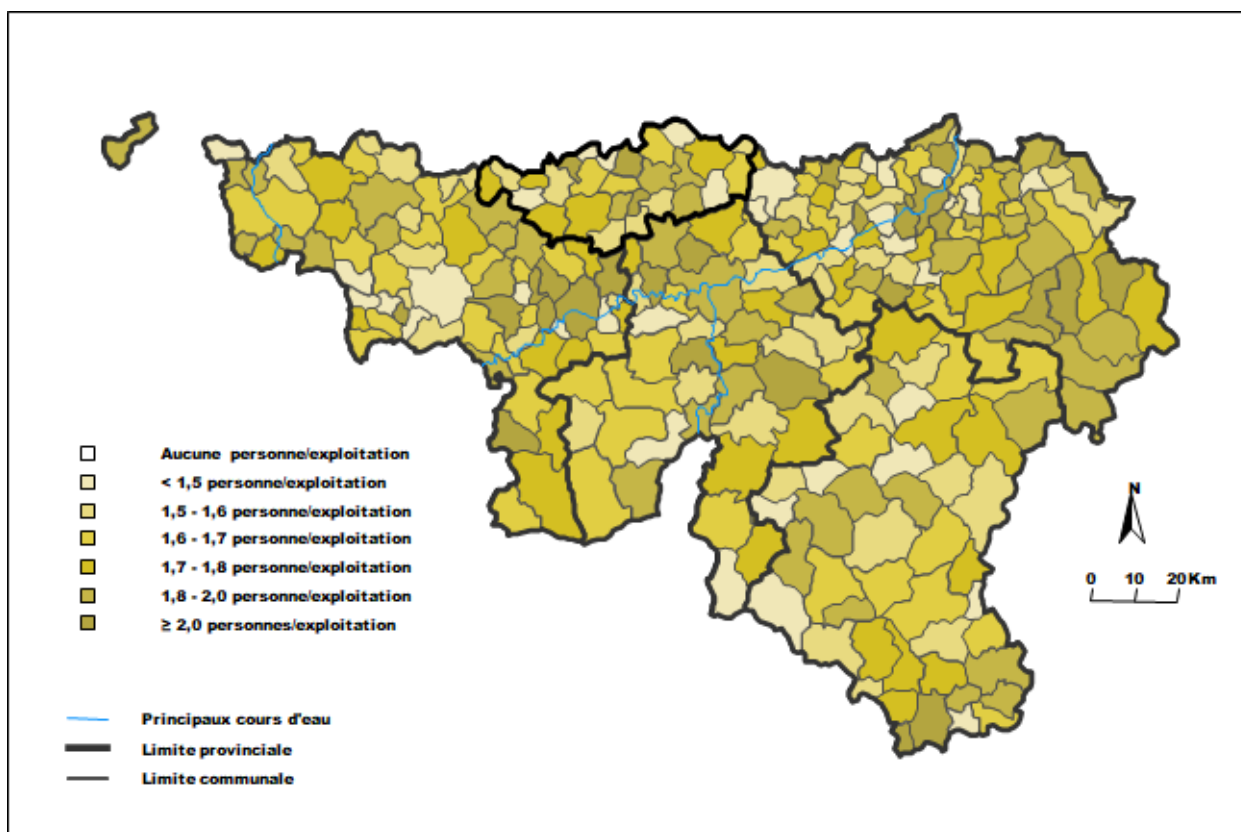 Aucune personne/exploitation
< 1,5 personne/exploitation
1,5 - 1,6 personne/exploitation
1,6 - 1,7 personne/exploitation
1,7 - 1,8 personne/exploitation
1,8 - 2,0 personne/exploitation
≥ 2,0 personnes/exploitation
Principaux cours d'eau
Limite provinciale
Limite communale
N
0 10 20 Km